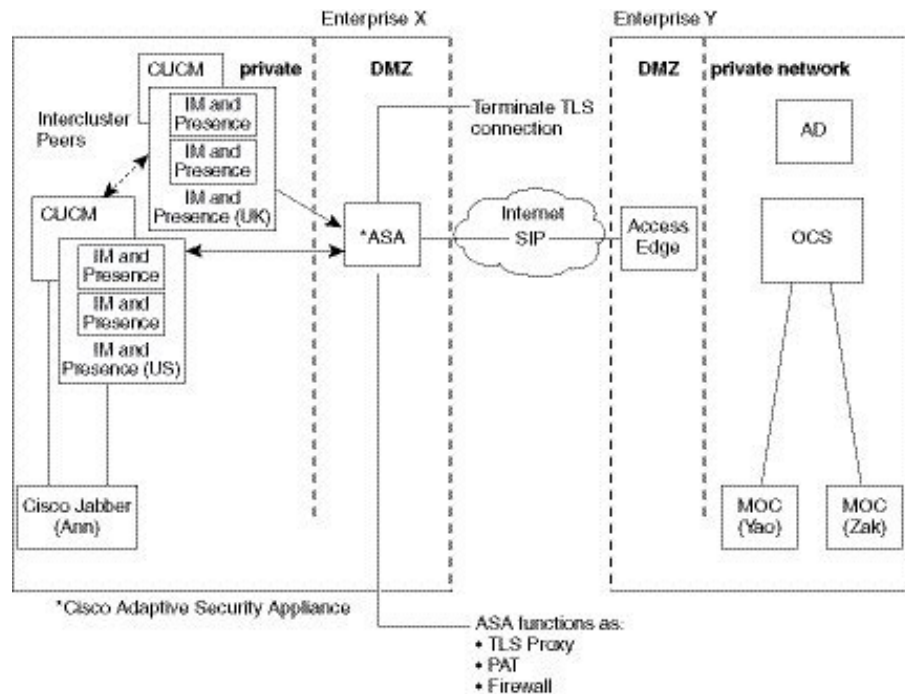 Enterprise X
Enterprise Y
CUCM
private
DMZ
DMZ
private network
Intercluster
Peers
IM and
Presence
IM and
Presence
IM and
Presence (UK)
Terminate TLS
connection
AD
CUCM
IM and
Presence
IM and
Presence
IM and
Presence (US)
*ASA
Internet
SIP
Access
Edge
OCS
Cisco Jabber
(Ann)
MOC
(Yao)
MOC
(Zak)
*Cisco Adaptive Security Appliance
ASA functions as:
• TLS Proxy
• PAT
• Firewall